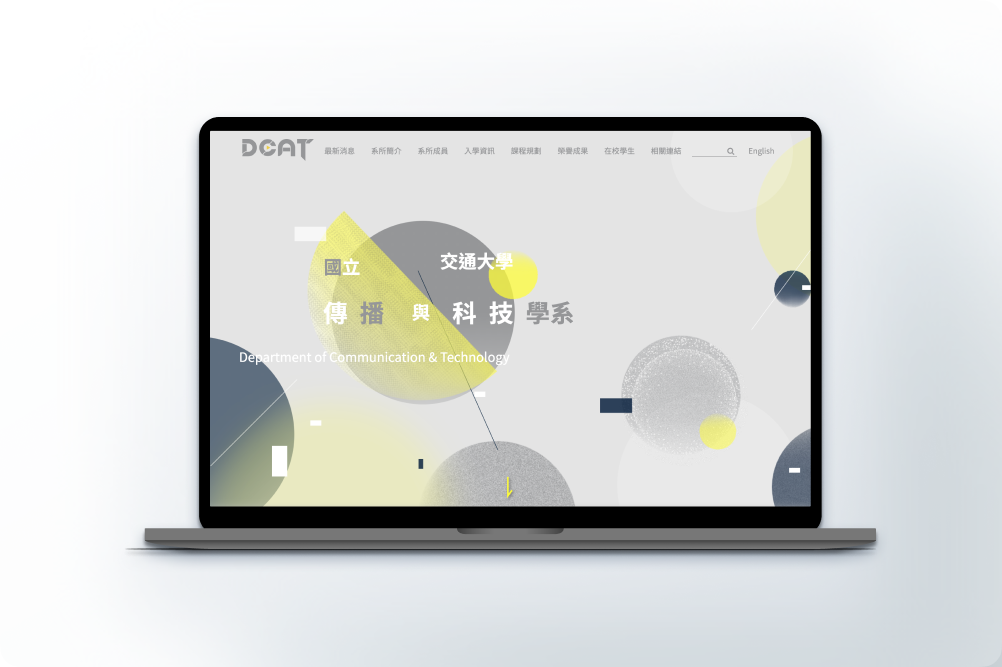 DCAT 最新消息 系所簡介 系所成員 入學資訊 課程規劃 榮譽成果 在校學生 相關連結 English
國立 交通大學
傳播與科技學系
Department of Communication & Technology